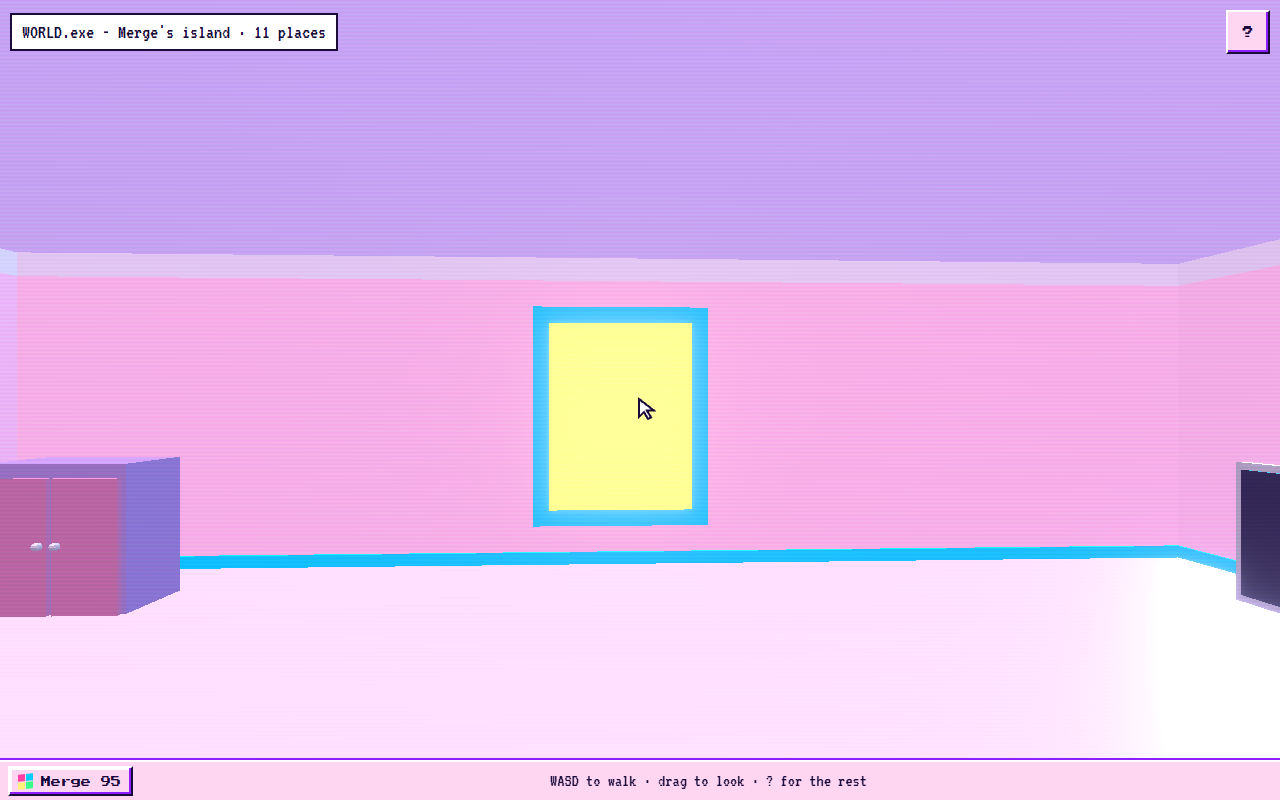 WORLD.exe - Merge's island · 11 places
?
Merge 95
WASD to walk · drag to look · ? for the rest